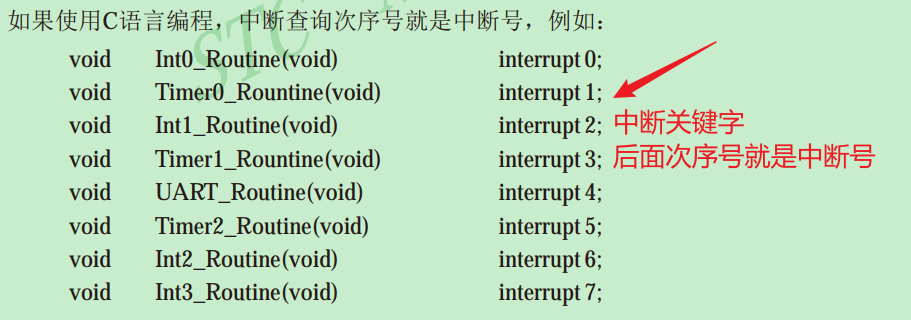 如果使用C语言编程，中断查询次序号就是中断号，例如：
void Int0_Routine(void) interrupt 0;
void Timer0_Rountine(void) interrupt 1;
void Int1_Routine(void) interrupt 2; 中断关键字
void Timer1_Rountine(void) interrupt 3; 后面次序号就是中断号
void UART_Routine(void) interrupt 4;
void Timer2_Routine(void) interrupt 5;
void Int2_Routine(void) interrupt 6;
void Int3_Routine(void) interrupt 7;
STC